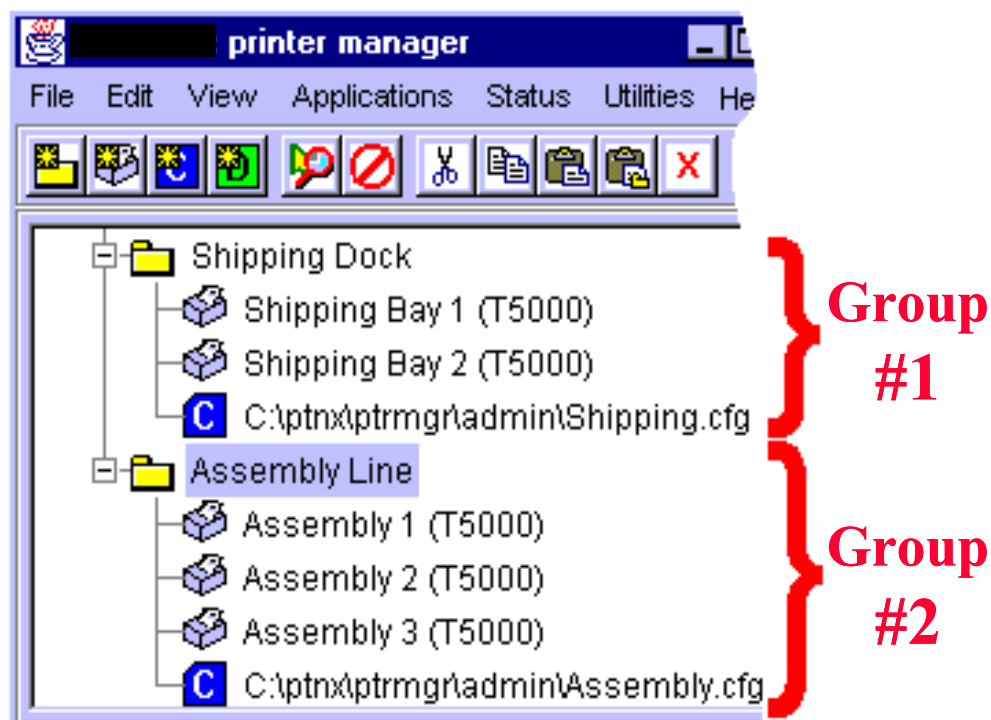 printer manager
File Edit View Applications Status Utilities He
Shipping Dock
Shipping Bay 1 (T5000)
Shipping Bay 2 (T5000)
C C:\ptnx\ptrmgr\admin\Shipping.cfg
Group
#1
Assembly Line
Assembly 1 (T5000)
Assembly 2 (T5000)
Assembly 3 (T5000)
C C:\ptnx\ptrmgr\admin\Assembly.cfg
Group
#2